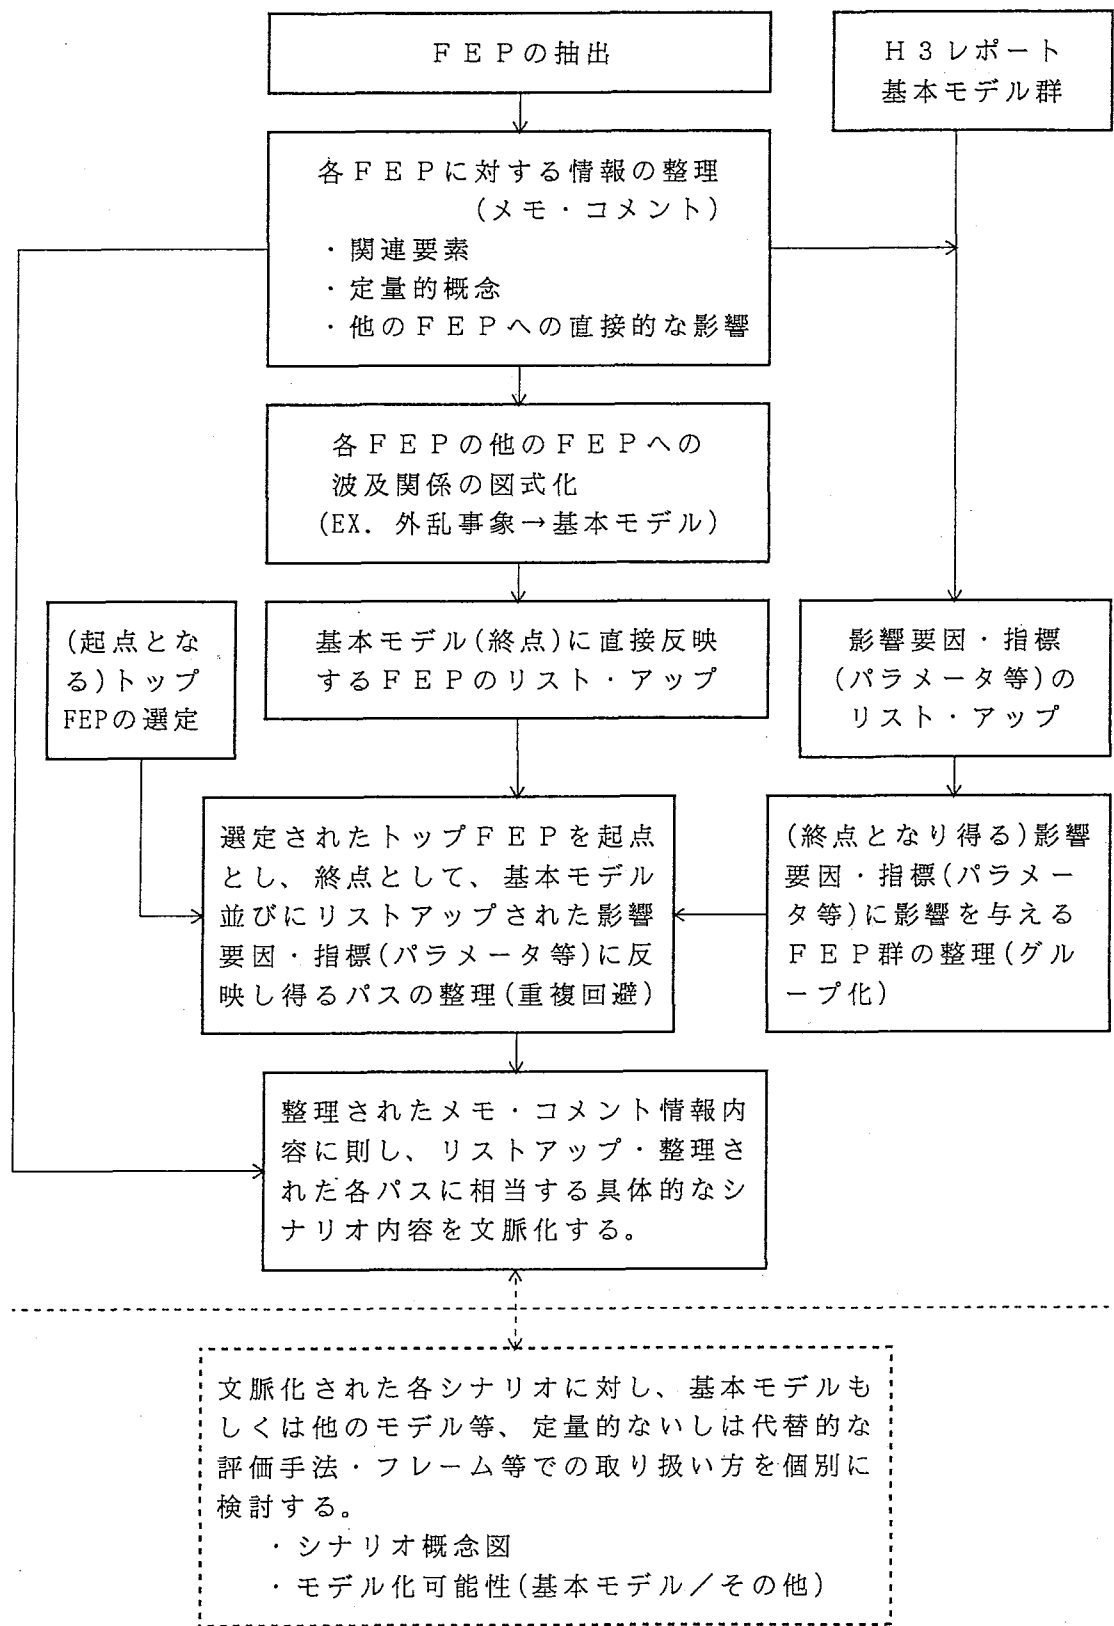 FEPの抽出
H3レポート
基本モデル群
各FEPに対する情報の整理
(メモ・コメント)
・関連要素
・定量的概念
・他のFEPへの直接的な影響
各FEPの他のFEPへの
波及関係の図式化
(EX. 外乱事象→基本モデル)
(起点とな
る)トップ
FEPの選定
基本モデル(終点)に直接反映
するFEPのリスト・アップ
影響要因・指標
(パラメータ等)の
リスト・アップ
選定されたトップFEPを起点
とし、終点として、基本モデル
並びにリストアップされた影響
要因・指標(パラメータ等)に反
映し得るパスの整理(重複回避)
(終点となり得る)影響
要因・指標(パラメー
タ等)に影響を与える
FEP群の整理(グル
ープ化)
整理されたメモ・コメント情報内
容に則し、リストアップ・整理さ
れた各パスに相当する具体的なシ
ナリオ内容を文脈化する。
文脈化された各シナリオに対し、基本モデルも
しくは他のモデル等、定量的ないしは代替的な
評価手法・フレーム等での取り扱い方を個別に
検討する。
・シナリオ概念図
・モデル化可能性(基本モデル/その他)